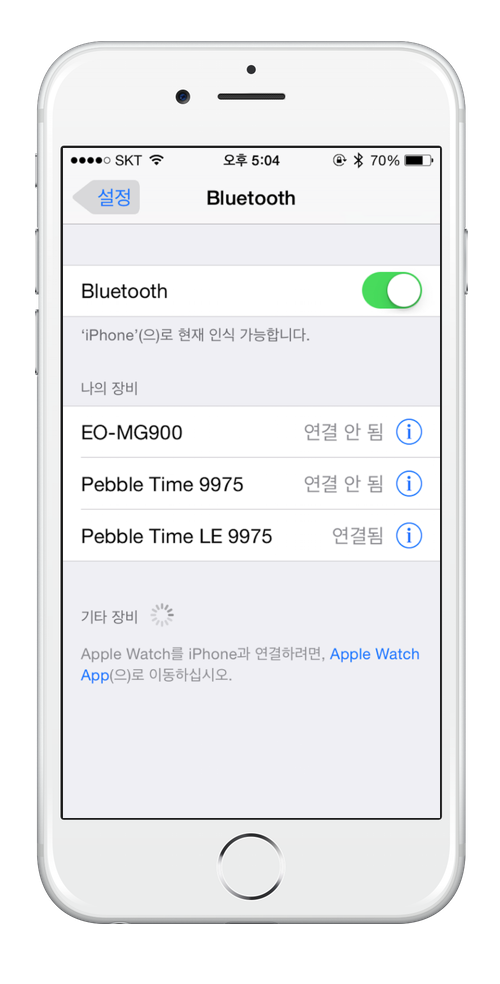 SKT 오후 5:04 70%
설정 Bluetooth
Bluetooth
‘iPhone’(으)로 현재 인식 가능합니다.
나의 장비
EO-MG900 연결 안 됨
Pebble Time 9975 연결 안 됨
Pebble Time LE 9975 연결됨
기타 장비
Apple Watch를 iPhone과 연결하려면, Apple Watch
App(으)로 이동하십시오.